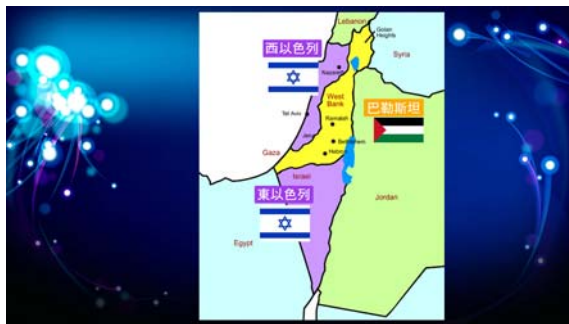 Lebanon
Golan
Heights
西以色列
Syria
Nazareth
West
Bank
巴勒斯坦
Tel Aviv
Ramallah
Bethlehem
Hebron
Gaza
Israel
東以色列
Jordan
Egypt